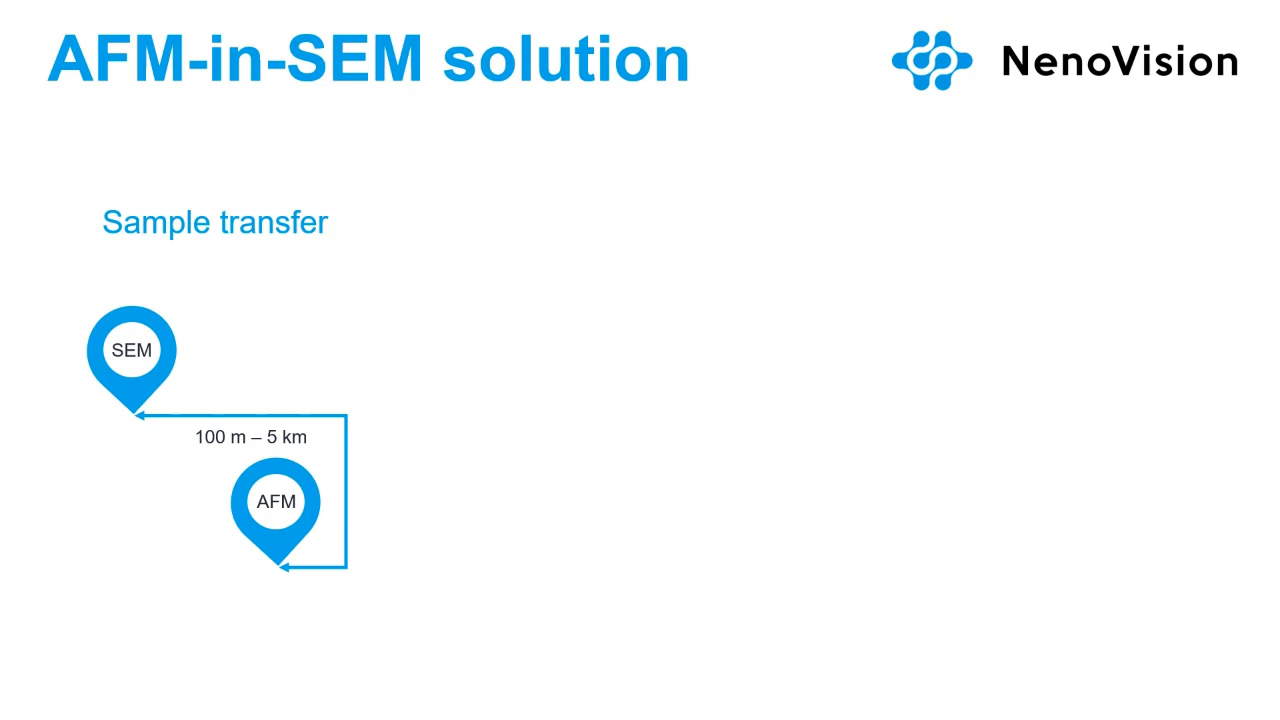 AFM-in-SEM solution
NenoVision
Sample transfer
SEM
100 m – 5 km
AFM